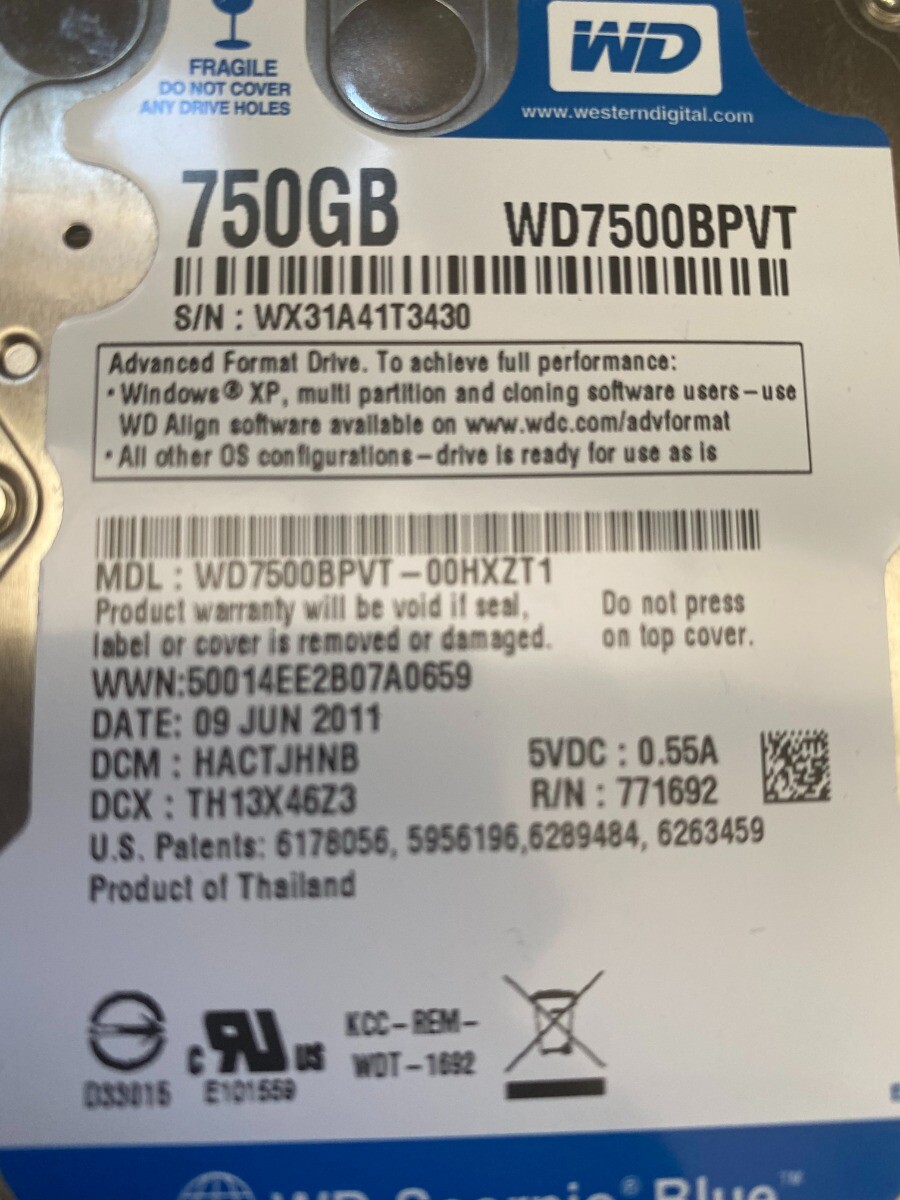 FRAGILE
DO NOT COVER
ANY DRIVE HOLES
WD
www.westerndigital.com
750GB
WD7500BPVT
S/N : WX31A41T3430
Advanced Format Drive. To achieve full performance:
• Windows® XP, multi partition and cloning software users – use
WD Align software available on www.wdc.com/advformat
• All other OS configurations – drive is ready for use as is
MDL : WD7500BPVT – 00HXZT1
Product warranty will be void if seal,
label or cover is removed or damaged.
Do not press
on top cover.
WWN:50014EE2B07A0659
DATE: 09 JUN 2011
DCM : HACTJHNB
DCX : TH13X46Z3
5VDC : 0.55A
R/N : 771692
U.S. Patents: 6178056, 5956196,6289484, 6263459
Product of Thailand
D33015
c RU US
E101559
KCC – REM –
WDT – 1692
WD Scorpio® Blue™